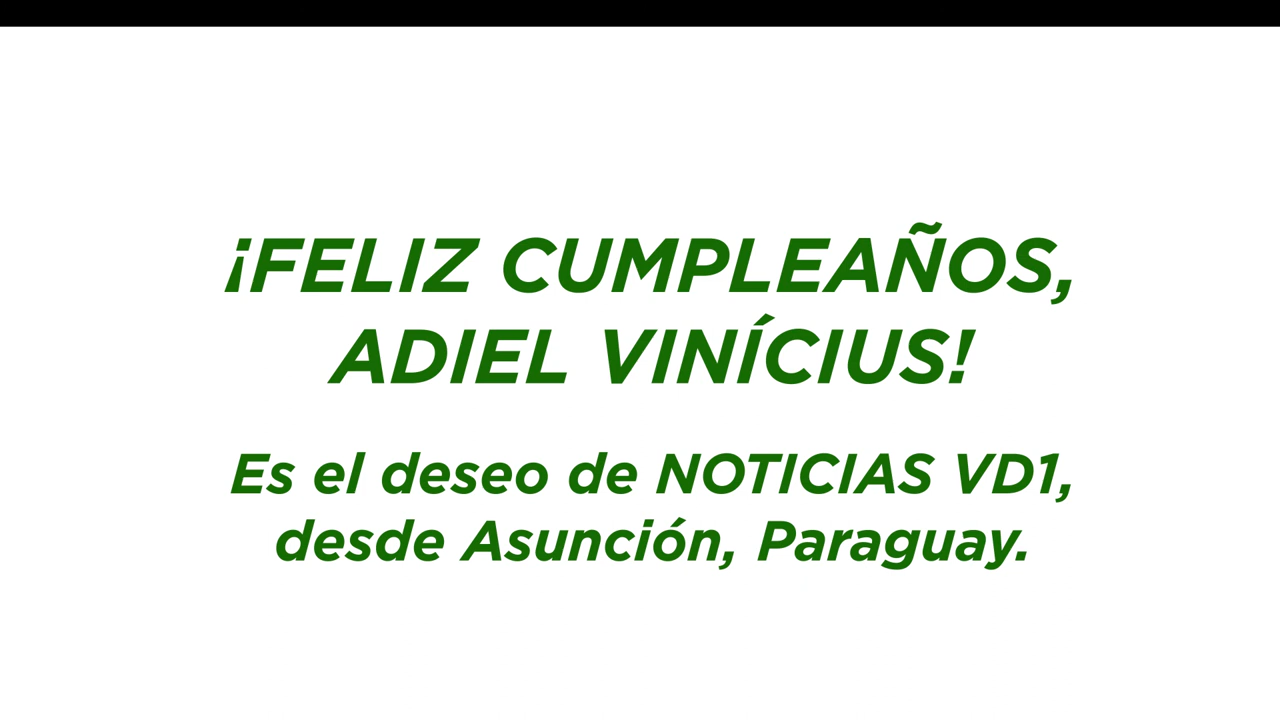 ¡FELIZ CUMPLEAÑOS,
ADIEL VINÍCIUS!
Es el deseo de NOTICIAS VD1,
desde Asunción, Paraguay.